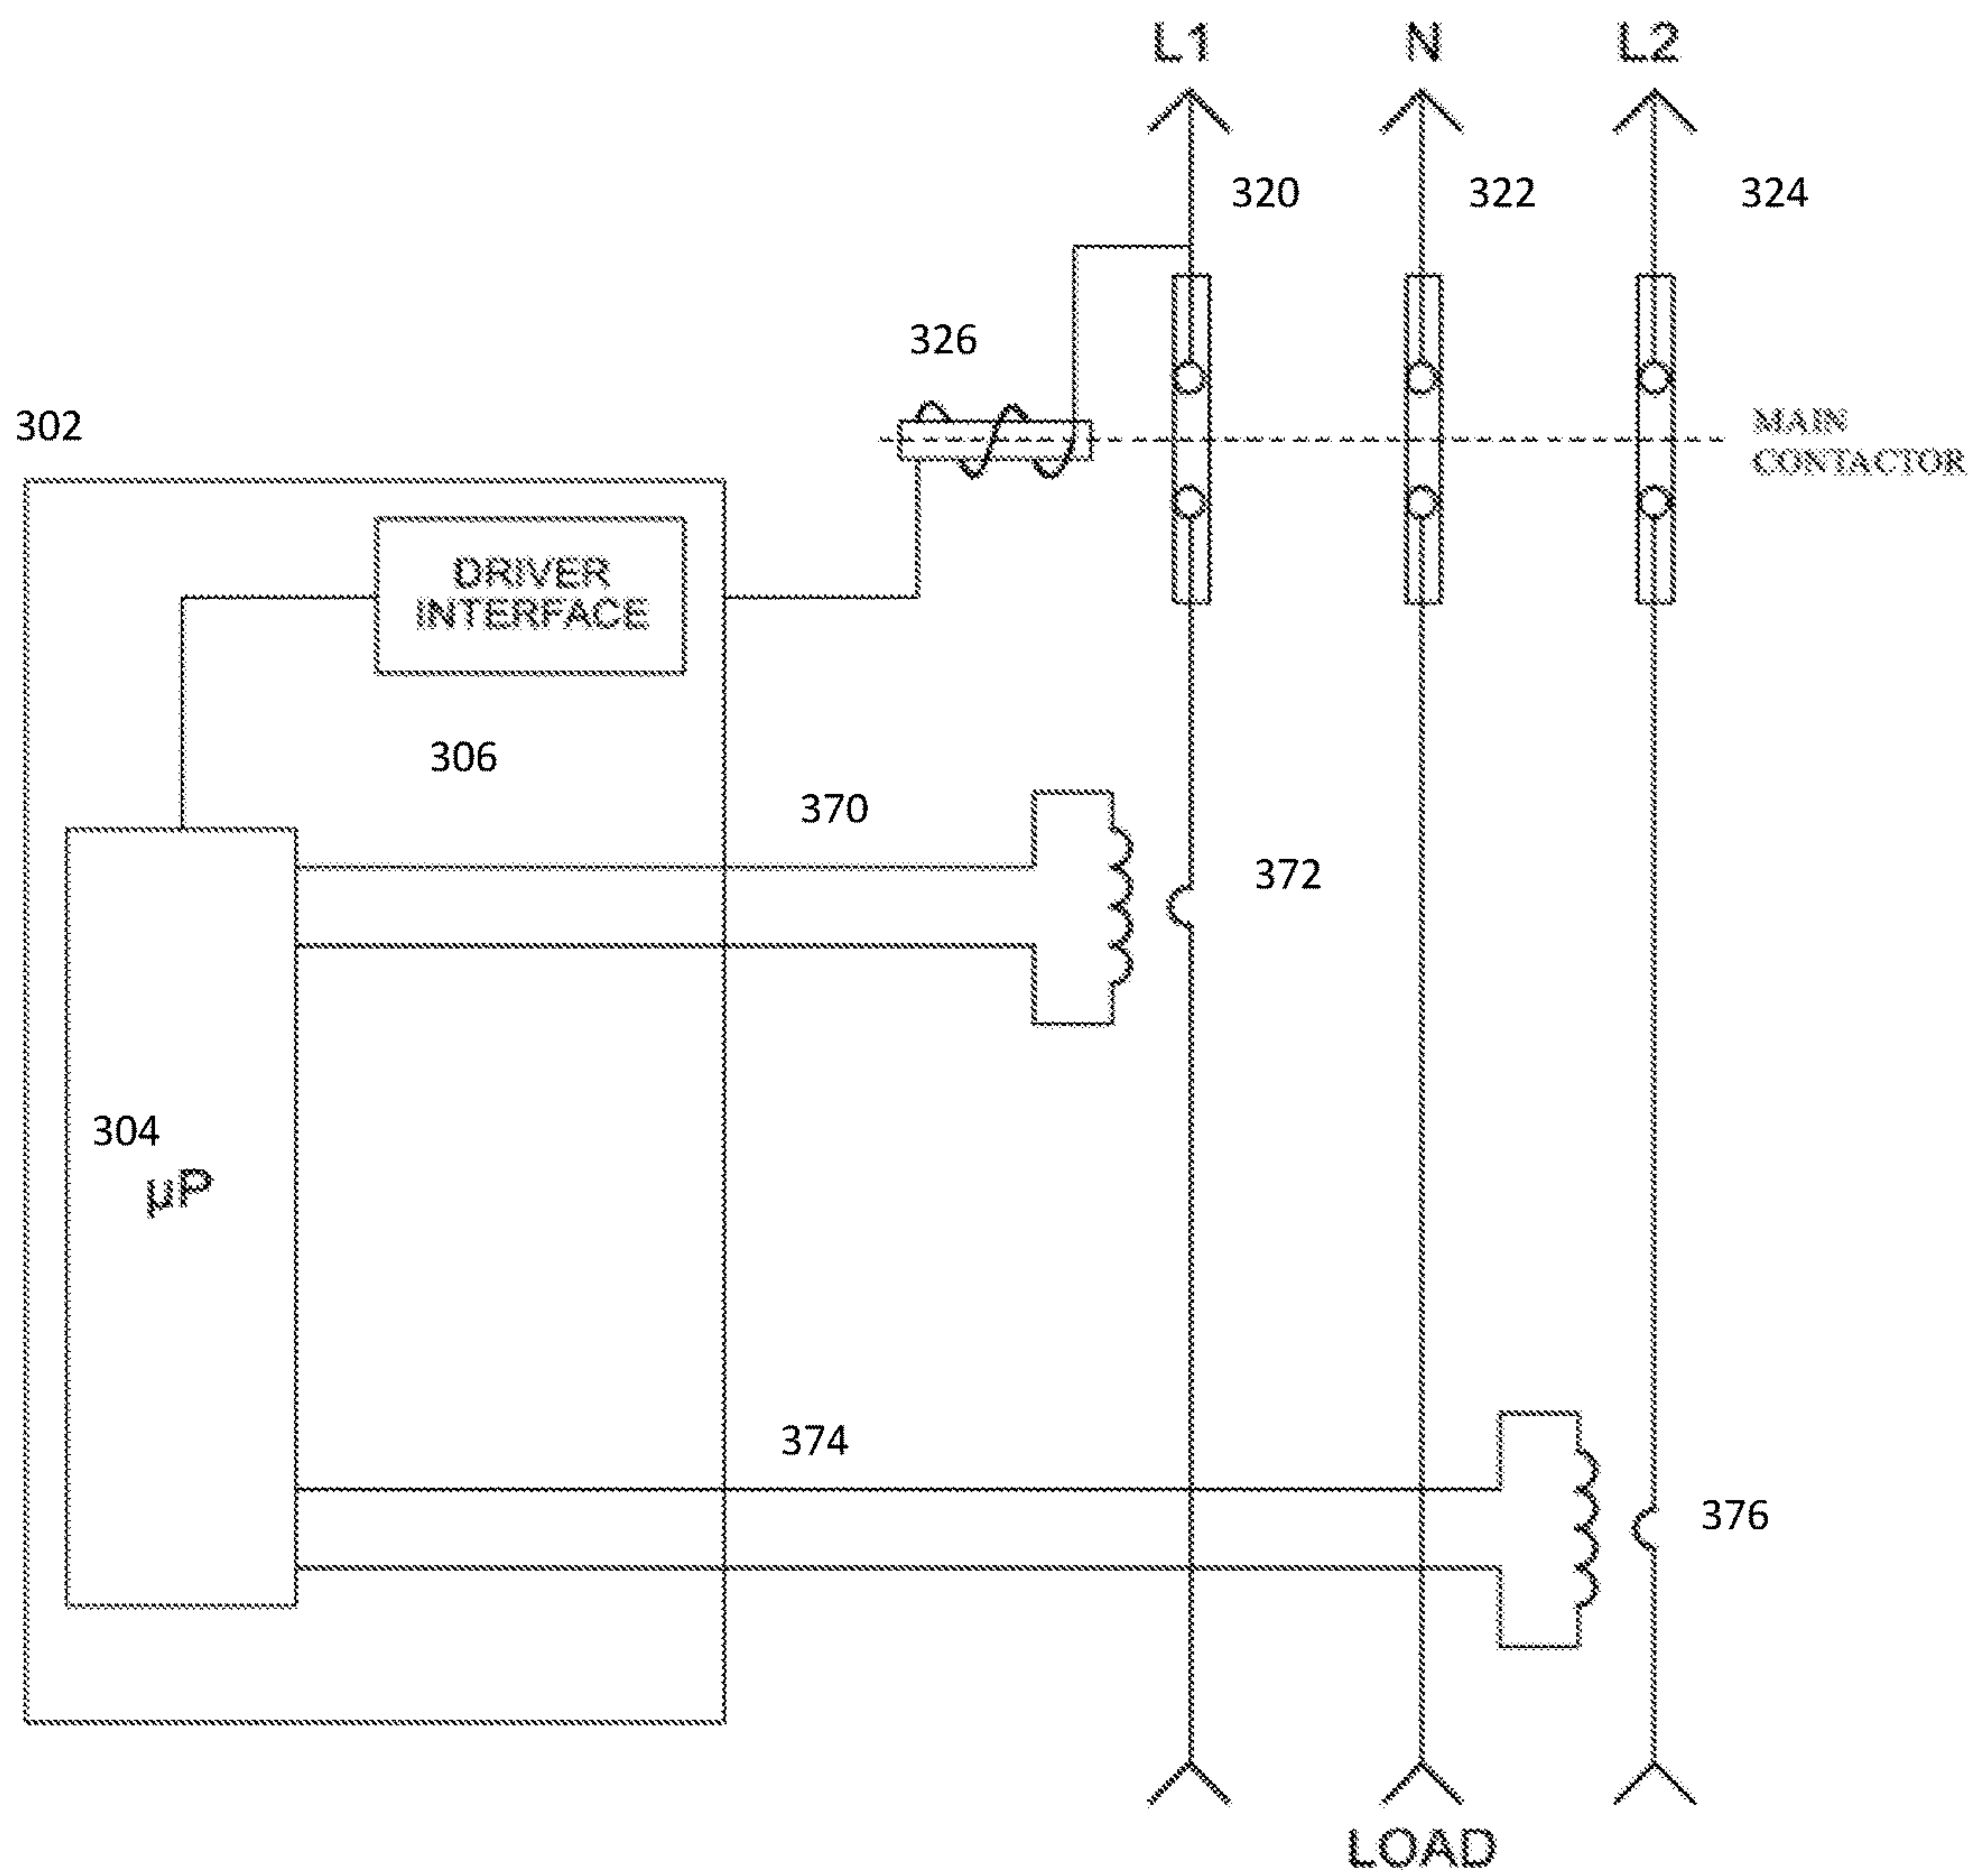 L1 N L2
320 322 324
326
302
MAIN
CONTACTOR
DRIVER
INTERFACE
306
370
372
304
µP
374
376
LOAD